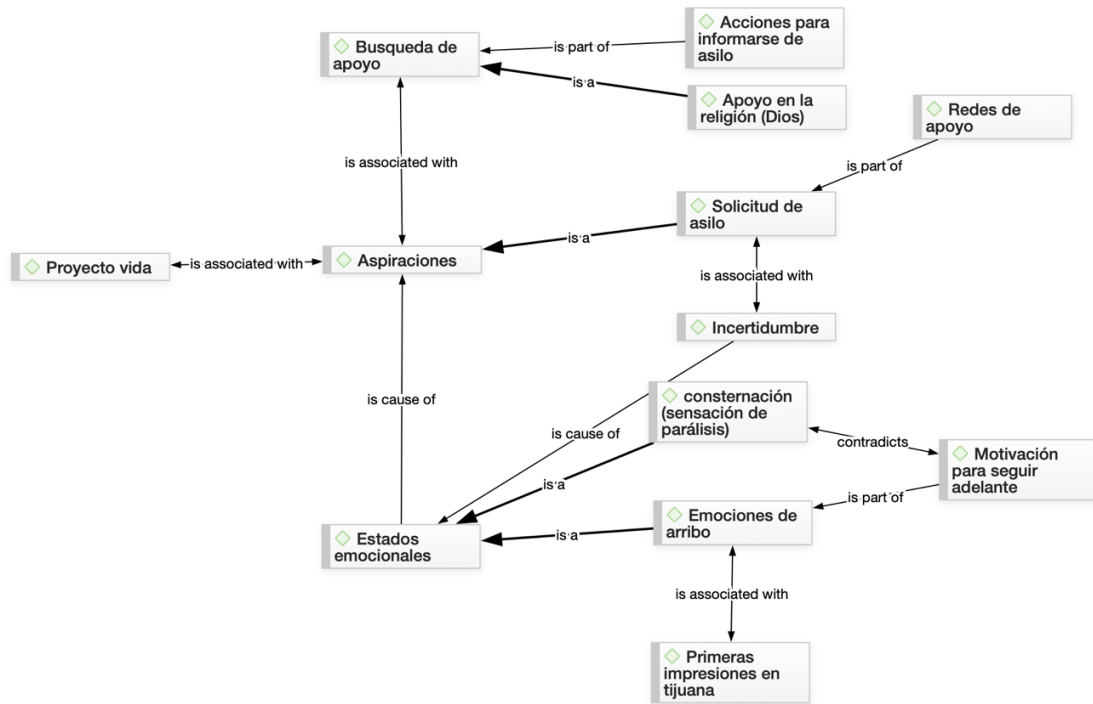 Acciones para
informarse de
asilo
Busqueda de
apoyo
is part of
is a
Apoyo en la
religión (Dios)
Redes de
apoyo
is associated with
is part of
Solicitud de
asilo
is a
Proyecto vida
is associated with
Aspiraciones
is associated with
Incertidumbre
is cause of
consternación
(sensación de
parálisis)
is cause of
contradicts
Motivación
para seguir
adelante
is a
is part of
Emociones de
arribo
Estados
emocionales
is a
is associated with
Primeras
impresiones en
tijuana